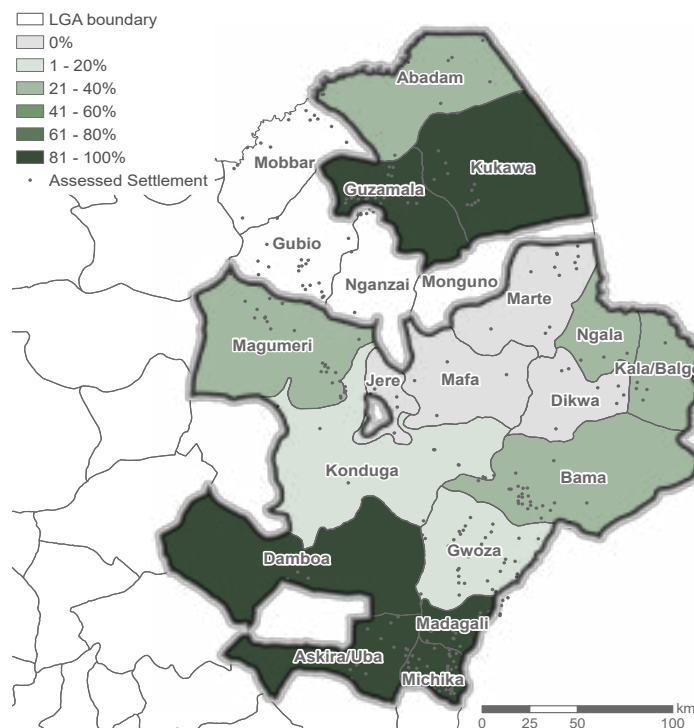 LGA boundary
0%
1 - 20%
21 - 40%
41 - 60%
61 - 80%
81 - 100%
Assessed Settlement
Abadam
Mobbar
Kukawa
Guzamala
Gubio
Nganzai
Monguno
Marte
Ngala
Magumeri
Jere
Mafa
Kala/Balge
Dikwa
Konduga
Bama
Gwoza
Damboa
Madagali
Askira/Uba
Michika
km
0 25 50 100